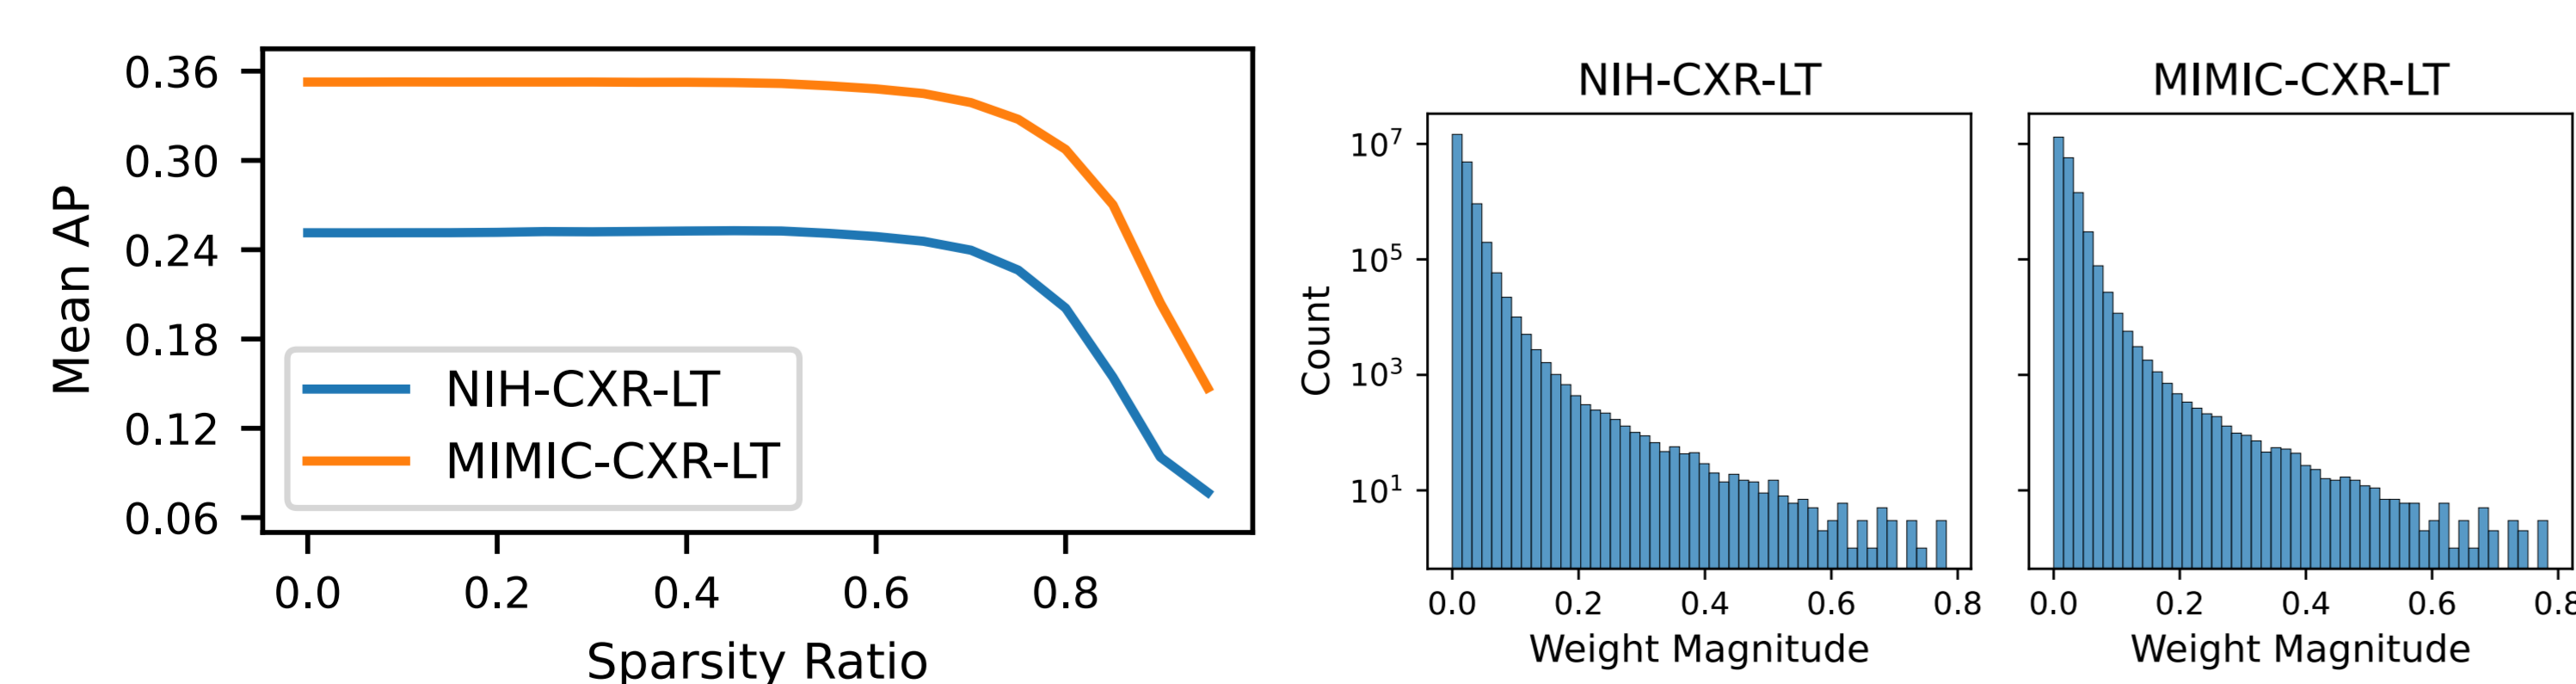 Mean AP
0.36
0.30
0.24
0.18
0.12
0.06
NIH-CXR-LT
MIMIC-CXR-LT
0.0 0.2 0.4 0.6 0.8
Sparsity Ratio
NIH-CXR-LT
Count
10⁷
10⁵
10³
10¹
0.0 0.2 0.4 0.6 0.8
Weight Magnitude
MIMIC-CXR-LT
0.0 0.2 0.4 0.6 0.8
Weight Magnitude